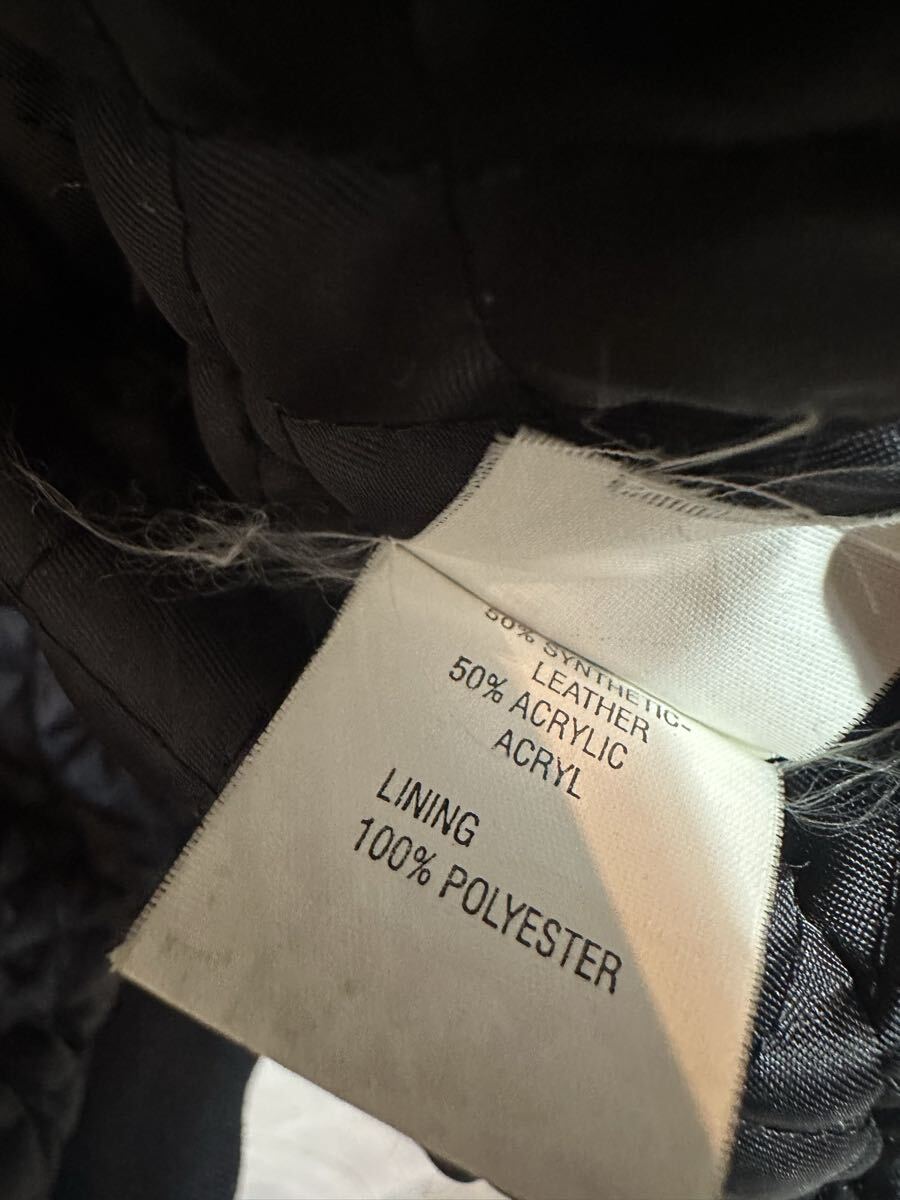 50% SYNTHETIC-
LEATHER
50% ACRYLIC
ACRYL
LINING
100% POLYESTER